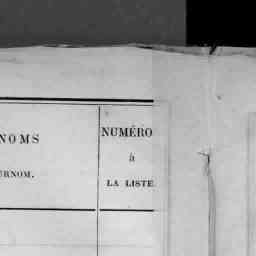 NOMS
URNOM.
NUMÉRO
à
LA LISTE.